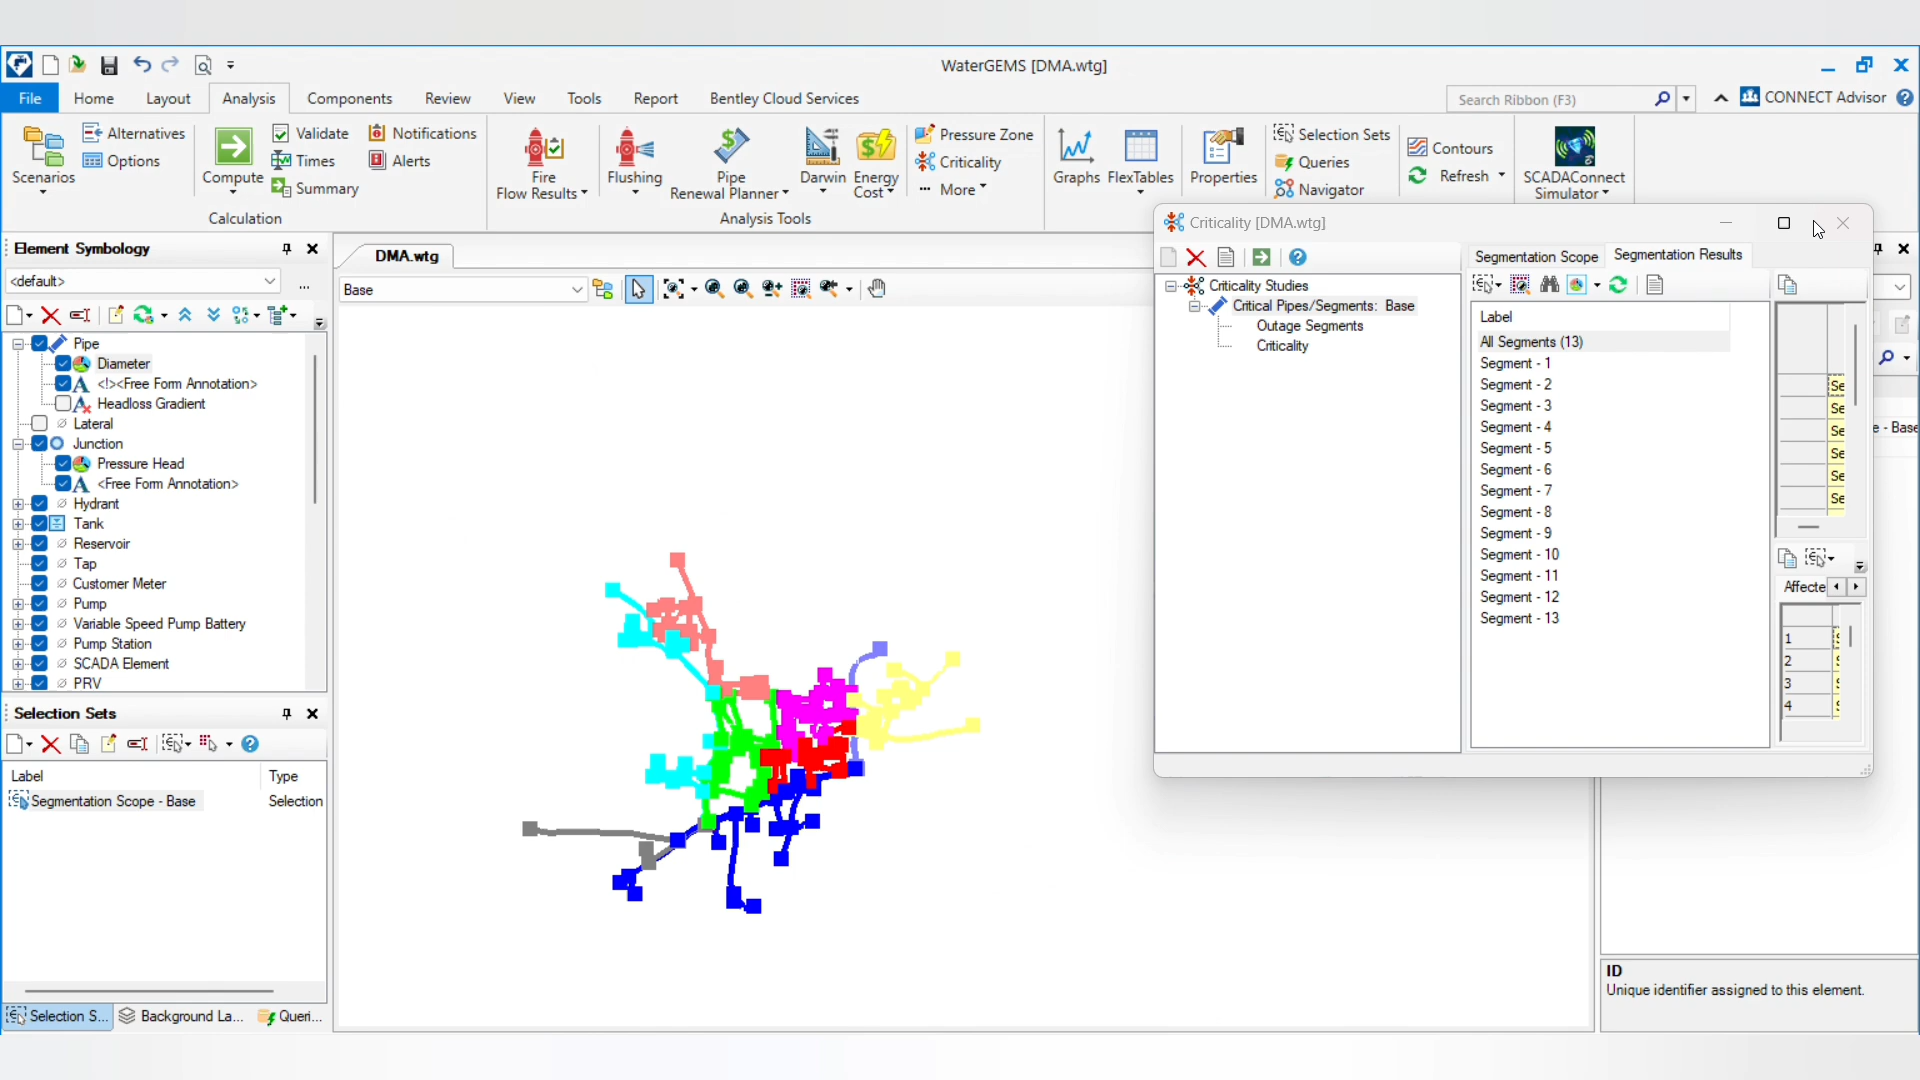 WaterGEMS [DMA.wtg]
File Home Layout Analysis Components Review View Tools Report Bentley Cloud Services
Search Ribbon (F3)
CONNECT Advisor
Scenarios
Alternatives
Options
Compute
Validate
Times
Summary
Notifications
Alerts
Calculation
Fire
Flow Results
Flushing
Pipe
Renewal Planner
Darwin
Energy
Cost
Pressure Zone
Criticality
More
Analysis Tools
Graphs
FlexTables
Properties
Selection Sets
Queries
Navigator
Contours
Refresh
SCADAConnect
Simulator
Element Symbology
<default>
...
Pipe
Diameter
<!><Free Form Annotation>
Headloss Gradient
Lateral
Junction
Pressure Head
<Free Form Annotation>
Hydrant
Tank
Reservoir
Tap
Customer Meter
Pump
Variable Speed Pump Battery
Pump Station
SCADA Element
PRV
Selection Sets
Label Type
Segmentation Scope - Base Selection
Selection S... Background La... Queri...
DMA.wtg
Base
Criticality [DMA.wtg]
Criticality Studies
Critical Pipes/Segments: Base
Outage Segments
Criticality
Segmentation Scope Segmentation Results
Label
All Segments (13)
Segment - 1
Segment - 2
Segment - 3
Segment - 4
Segment - 5
Segment - 6
Segment - 7
Segment - 8
Segment - 9
Segment - 10
Segment - 11
Segment - 12
Segment - 13
Se
Se
Se
Se
Se
Se
Affecte
1
2
3
4
e - Base
ID
Unique identifier assigned to this element.